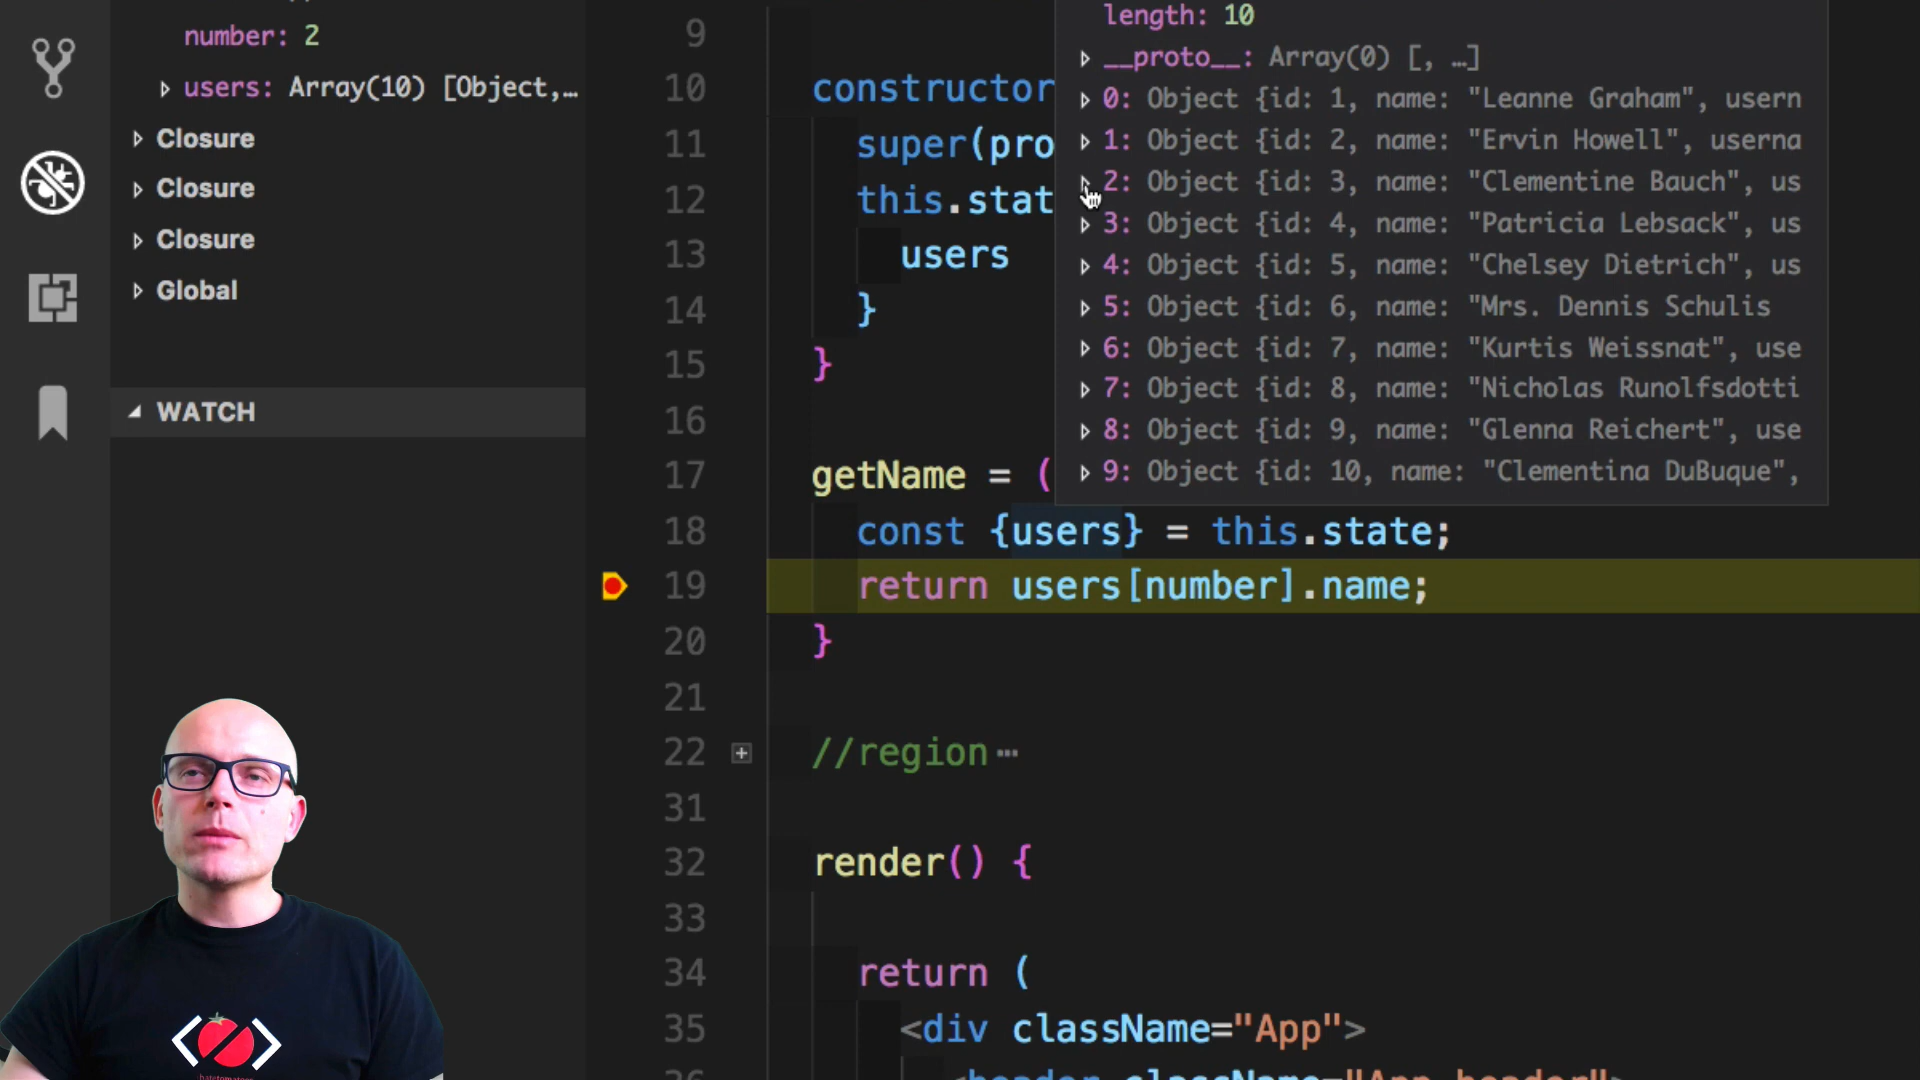 number: 2
users: Array(10) [Object,…
Closure
Closure
Closure
Global
WATCH
9
10 constructor
11 super(pro
12 this.stat
13 users
14 }
15 }
16
17 getName = (
18 const {users} = this.state;
19 return users[number].name;
20 }
21
22 //region ⋯
31
32 render() {
33
34 return (
35 <div className="App">
length: 10
__proto__: Array(0) [, …]
0: Object {id: 1, name: "Leanne Graham", usern
1: Object {id: 2, name: "Ervin Howell", userna
2: Object {id: 3, name: "Clementine Bauch", us
3: Object {id: 4, name: "Patricia Lebsack", us
4: Object {id: 5, name: "Chelsey Dietrich", us
5: Object {id: 6, name: "Mrs. Dennis Schulis
6: Object {id: 7, name: "Kurtis Weissnat", use
7: Object {id: 8, name: "Nicholas Runolfsdotti
8: Object {id: 9, name: "Glenna Reichert", use
9: Object {id: 10, name: "Clementina DuBuque",